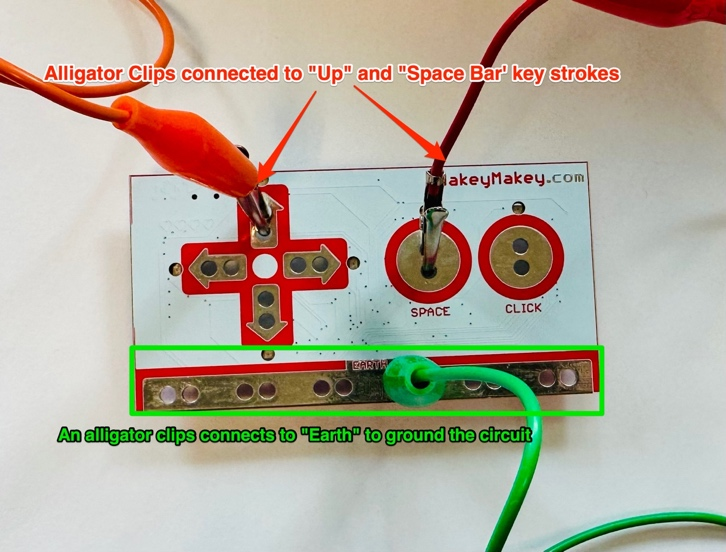 Alligator Clips connected to "Up" and "Space Bar' key strokes
akeyMakey.com
SPACE
CLICK
EARTH
An alligator clips connects to "Earth" to ground the circuit